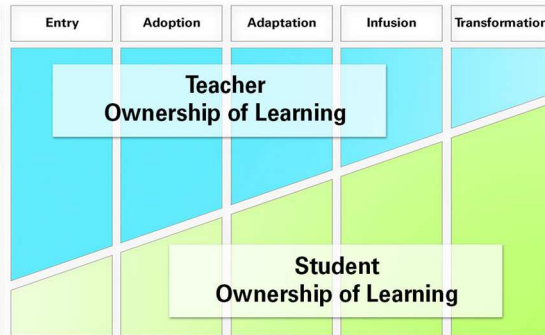 Entry Adoption Adaptation Infusion Transformation
Teacher
Ownership of Learning
Student
Ownership of Learning